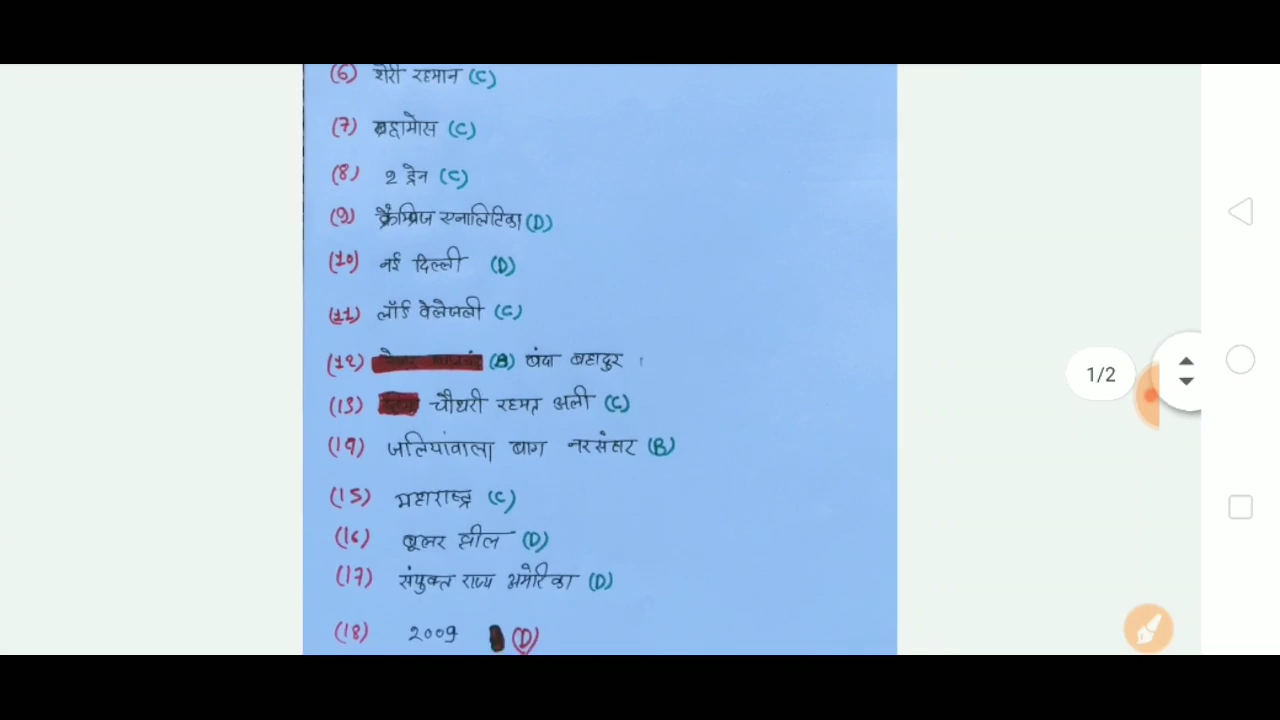 (6) शेरी रहमान (C)
(7) ब्रह्मोस (C)
(8) 2 ट्रेन (C)
(9) कैम्ब्रिज एनालिटिका (D)
(10) नई दिल्ली (D)
(11) लॉर्ड वेलेजली (C)
(12) (B) बंदा बहादुर ।
(13) चौधरी रहमत अली (C)
(14) जलियांवाला बाग नरसंहार (B)
(15) महाराष्ट्र (C)
(16) वूलर झील (D)
(17) संयुक्त राज्य अमेरिका (D)
(18) 2009 (D)
1/2